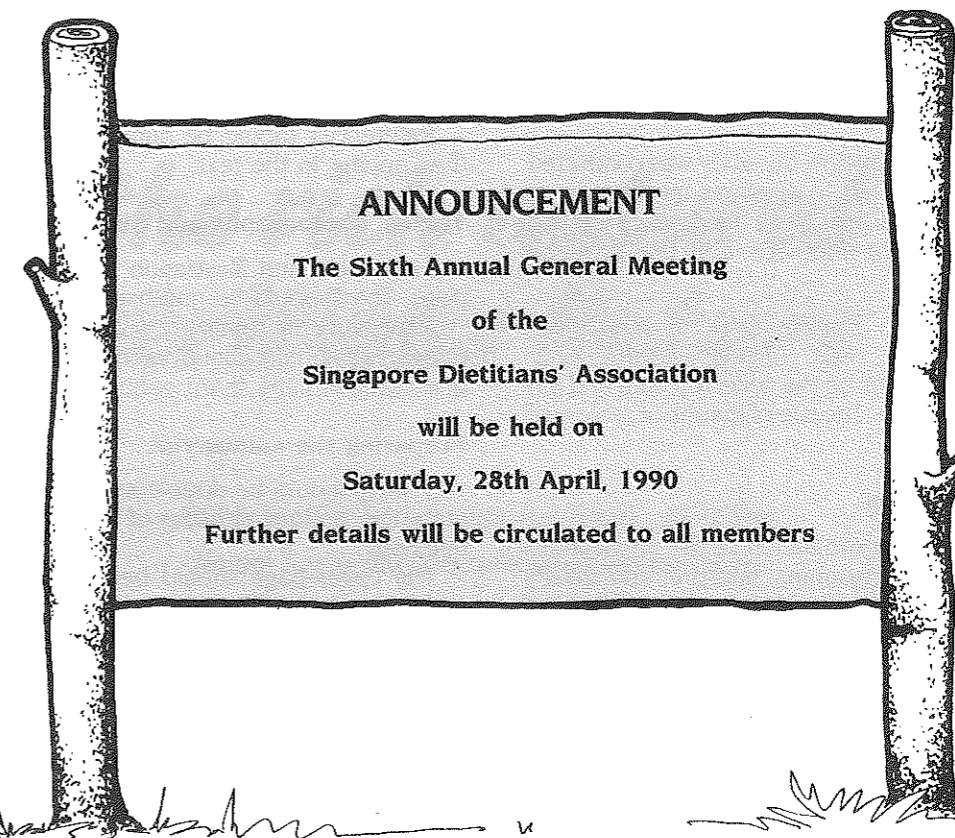 ANNOUNCEMENT
The Sixth Annual General Meeting
of the
Singapore Dietitians' Association
will be held on
Saturday, 28th April, 1990
Further details will be circulated to all members